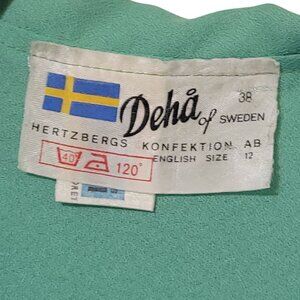 38
Dehå of SWEDEN
HERTZBERGS KONFEKTION AB
ENGLISH SIZE 12
40° 120°